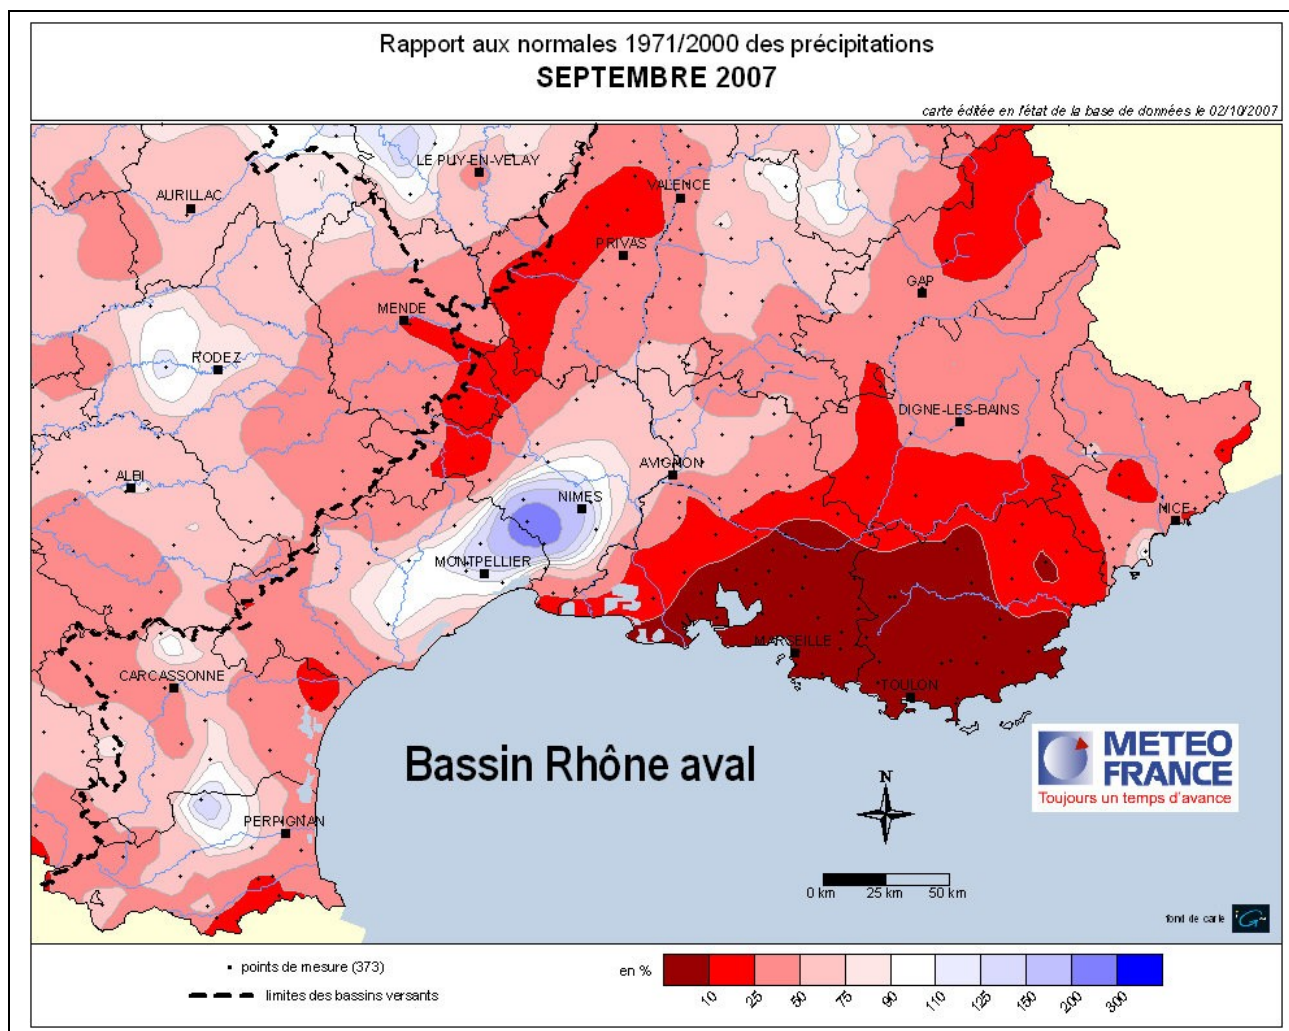 Rapport aux normales 1971/2000 des précipitations
SEPTEMBRE 2007
carte éditée en l'état de la base de données le 02/10/2007
LE PUY-EN-VELAY
AURILLAC
VALENCE
PRIVAS
GAP
MENDE
RODEZ
DIGNE-LES-BAINS
AVIGNON
ALBI
NIMES
NICE
MONTPELLIER
MARSEILLE
CARCASSONNE
TOULON
Bassin Rhône aval
METEO
FRANCE
Toujours un temps d'avance
N
PERPIGNAN
0 km 25 km 50 km
fond de carte
points de mesure (373)
limites des bassins versants
en %
10 25 50 75 90 110 125 150 200 300